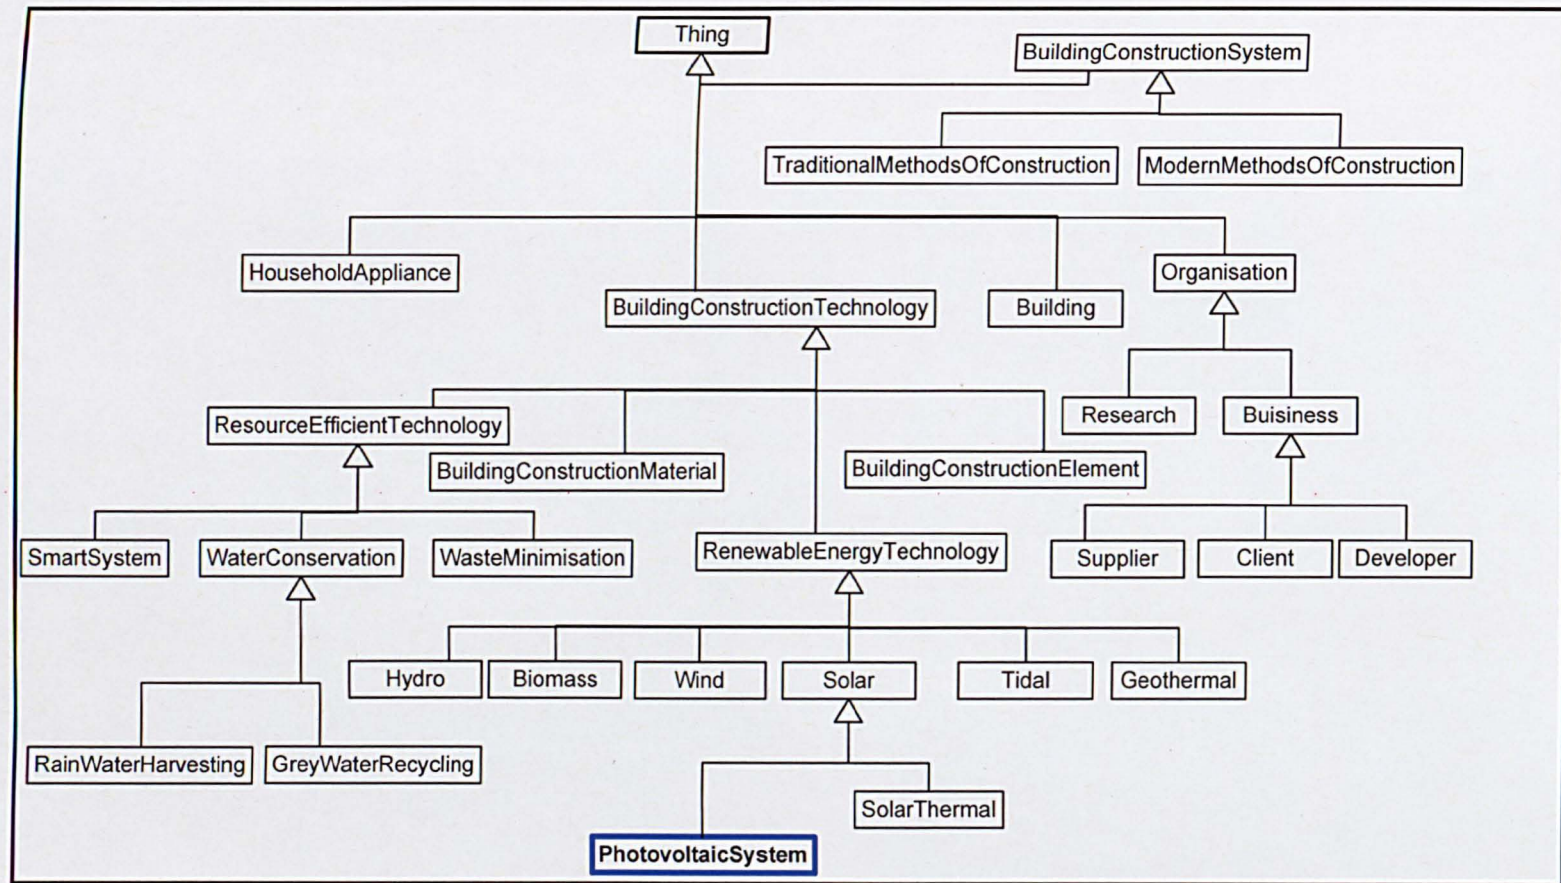 Thing
BuildingConstructionSystem
TraditionalMethodsOfConstruction
ModernMethodsOfConstruction
HouseholdAppliance
Organisation
BuildingConstructionTechnology
Building
ResourceEfficientTechnology
Research
Buisiness
BuildingConstructionMaterial
BuildingConstructionElement
SmartSystem
WaterConservation
WasteMinimisation
RenewableEnergyTechnology
Supplier
Client
Developer
Hydro
Biomass
Wind
Solar
Tidal
Geothermal
RainWaterHarvesting
GreyWaterRecycling
SolarThermal
PhotovoltaicSystem